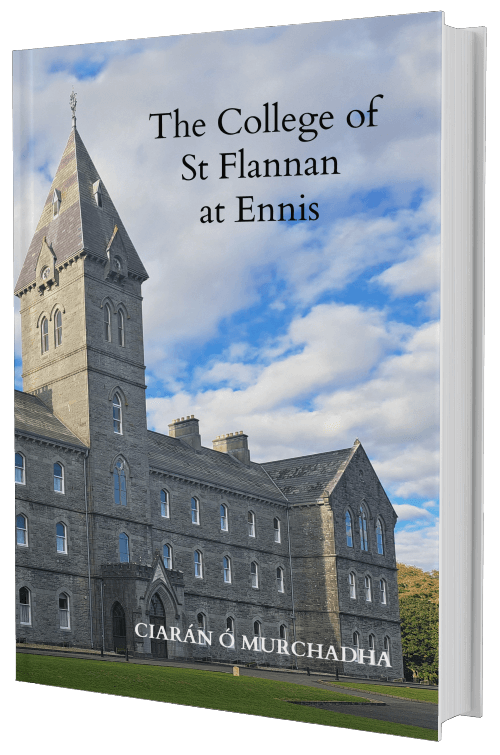 The College of
St Flannan
at Ennis
CIARÁN Ó MURCHADHA